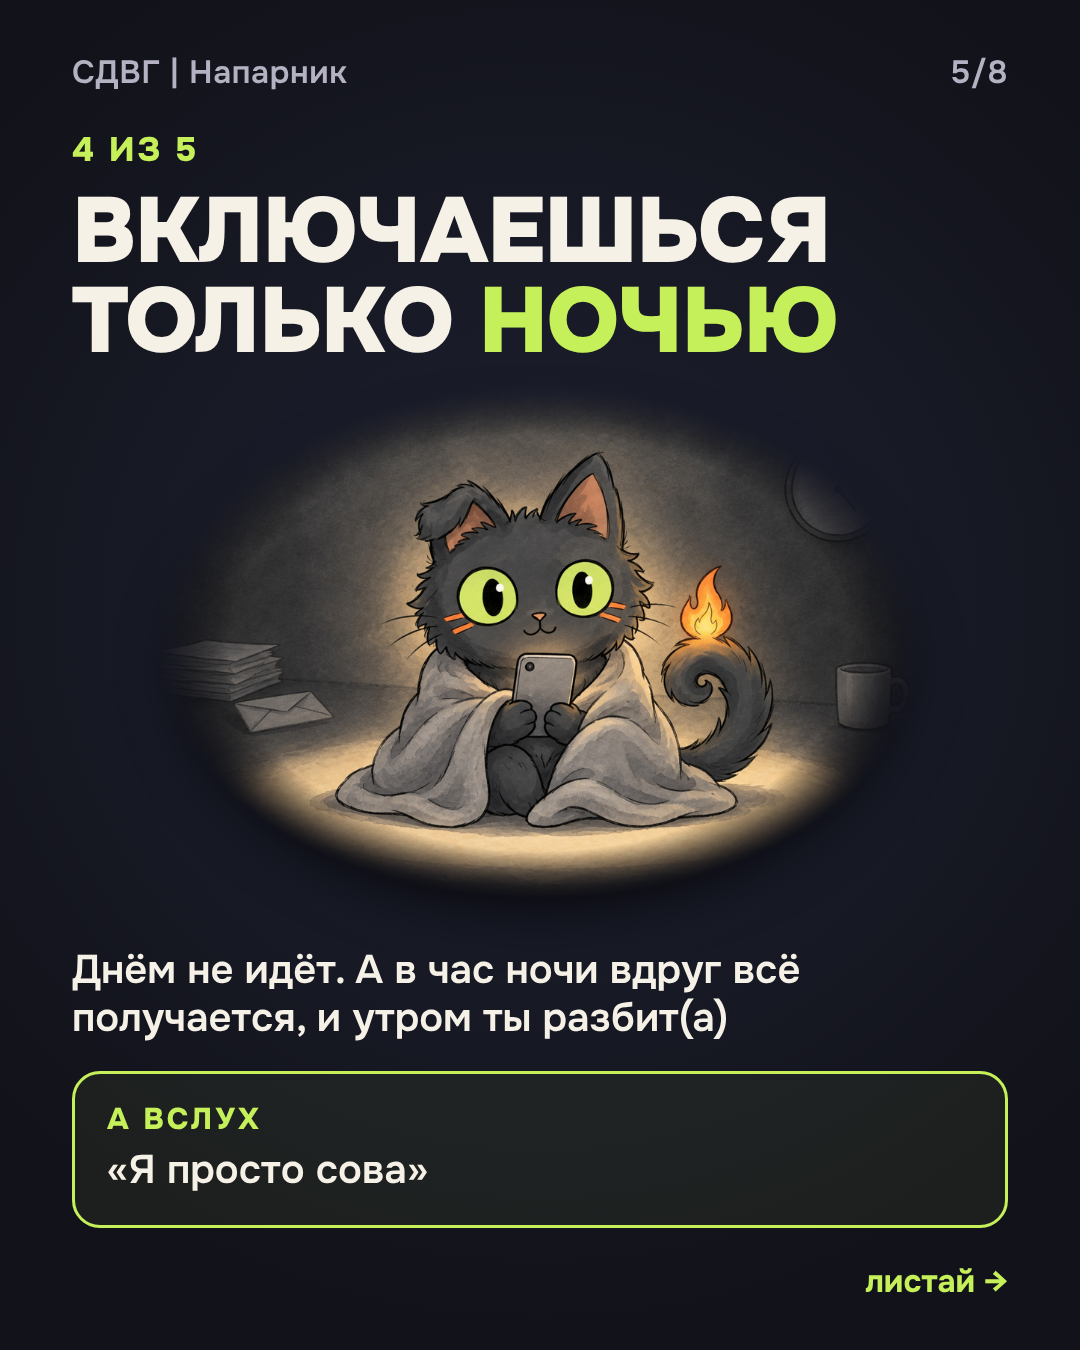 СДВГ | Напарник
5/8
4 ИЗ 5
ВКЛЮЧАЕШЬСЯ
ТОЛЬКО НОЧЬЮ
Днём не идёт. А в час ночи вдруг всё
получается, и утром ты разбит(а)
А ВСЛУХ
«Я просто сова»
листай →